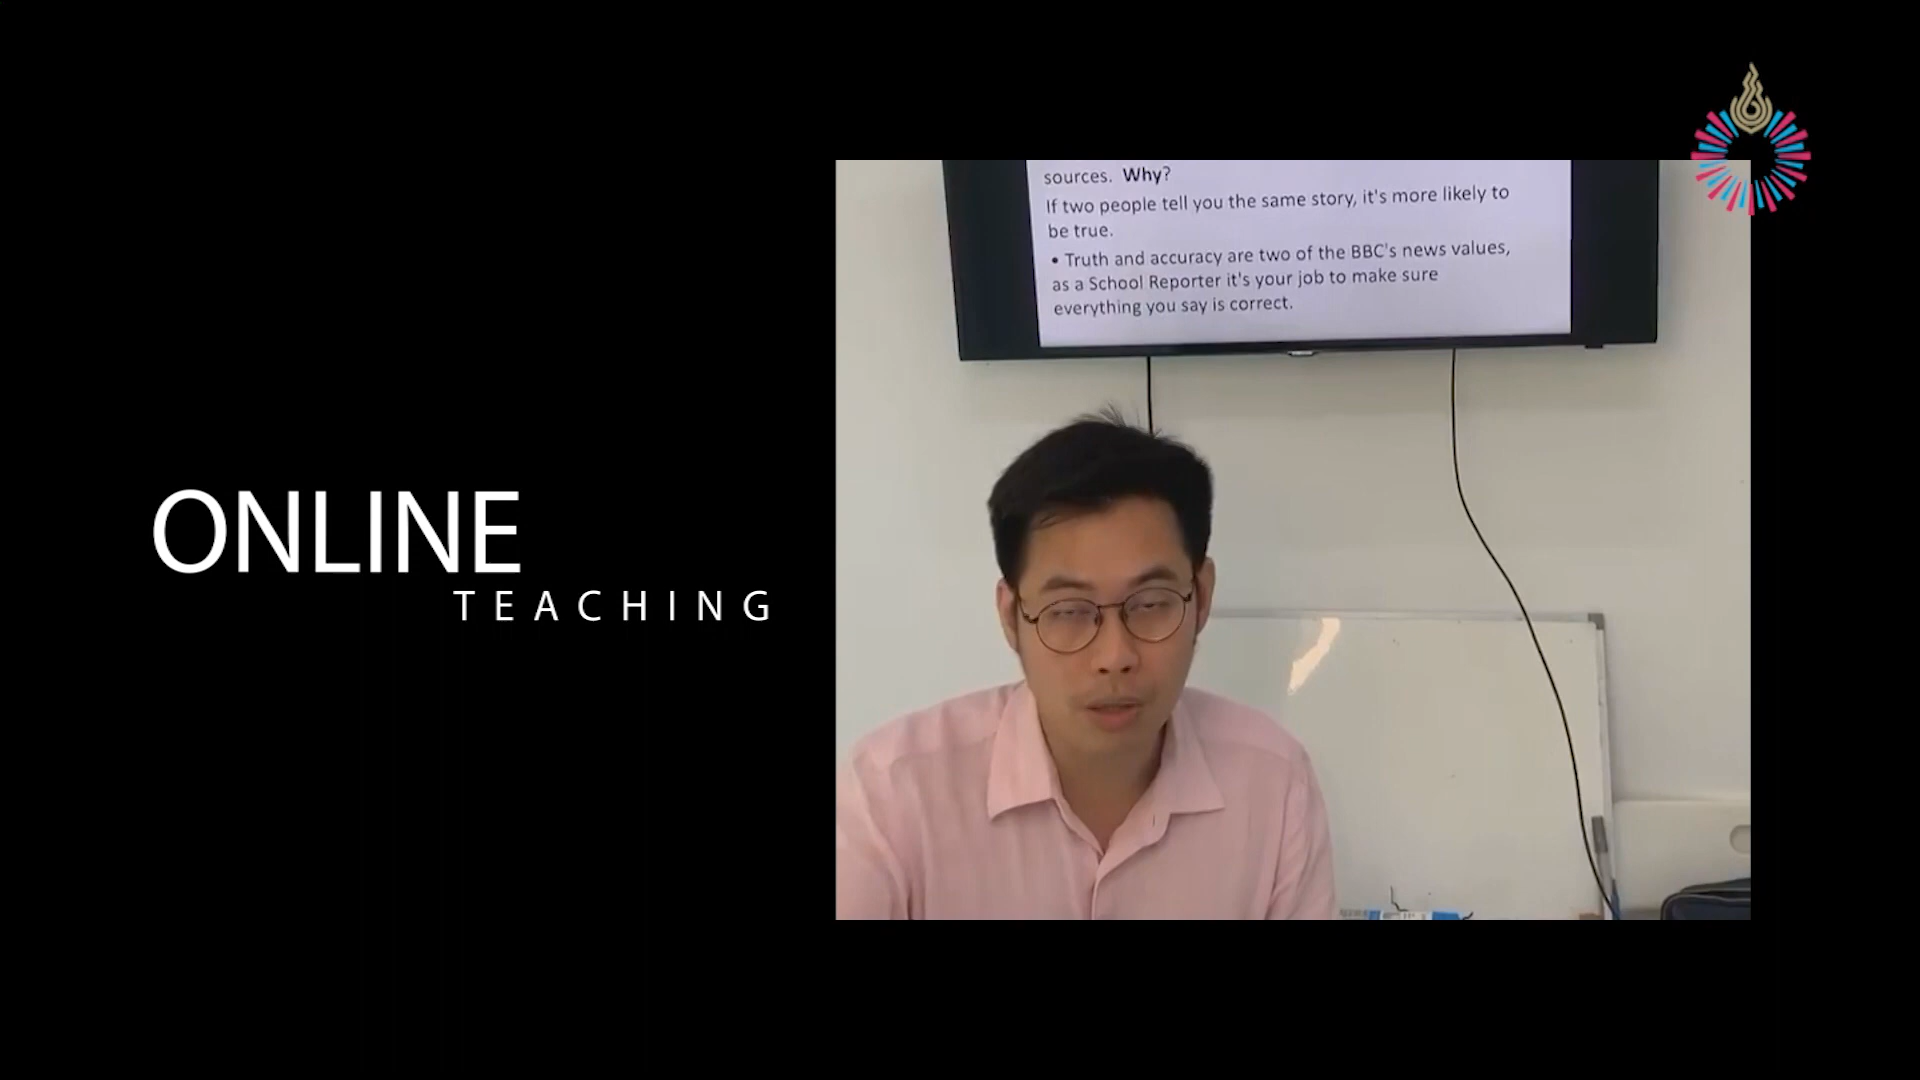 ONLINE
TEACHING
sources. Why?
If two people tell you the same story, it's more likely to
be true.
• Truth and accuracy are two of the BBC's news values,
as a School Reporter it's your job to make sure
everything you say is correct.